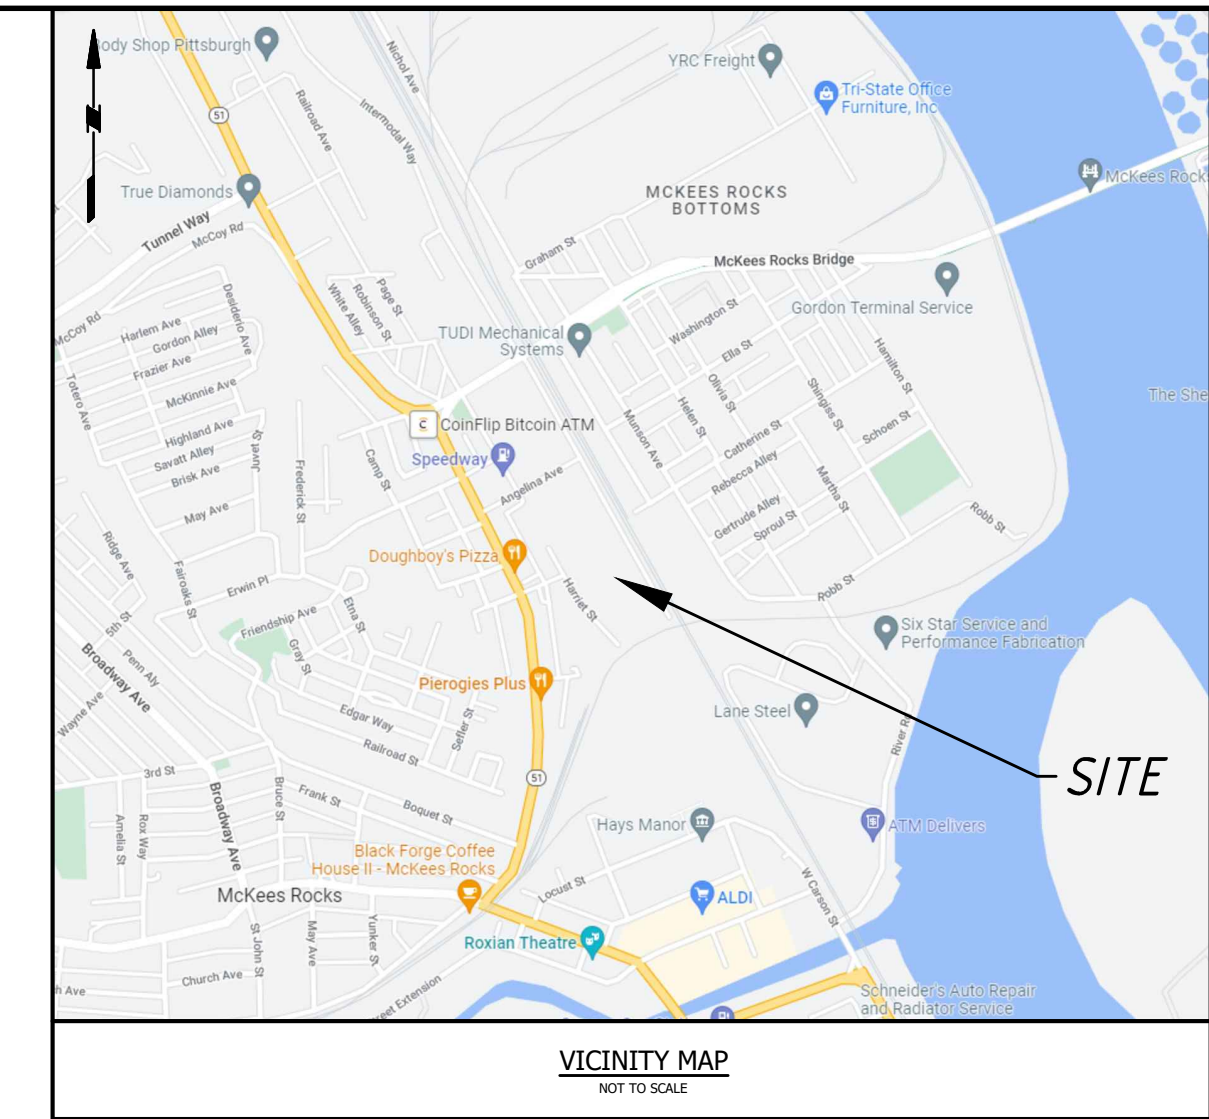 Body Shop Pittsburgh
Nichol Ave
YRC Freight
Tri-State Office
Furniture, Inc
N
51
Railroad Ave
Intermodal Way
McKees Rocks
True Diamonds
MCKEES ROCKS
BOTTOMS
Tunnel Way
McCoy Rd
Graham St
McKees Rocks Bridge
Page St
Robinson St
White Alley
Desiderio Ave
Gordon Terminal Service
McCoy Rd
Harlem Ave
Gordon Alley
Frazier Ave
McKinnie Ave
Totero Ave
TUDI Mechanical
Systems
Washington St
Ella St
Olivia St
Helen St
Hamilton St
Shingiss St
The She
Highland Ave
Savatt Alley
Brisk Ave
Juvet St
May Ave
Frederick St
Camp St
C
CoinFlip Bitcoin ATM
Speedway
Angelina Ave
Munson Ave
Catherine St
Rebecca Alley
Schoen St
Martha St
Gertrude Alley
Sproul St
Robb St
Ridge Ave
Fairoaks St
Doughboy's Pizza
Erwin Pl
Etna St
Harriet St
Robb St
Friendship Ave
Gray St
5th St
Penn Aly
Broadway Ave
Wayne Ave
Six Star Service and
Performance Fabrication
Pierogies Plus
Edgar Way
Sefler St
Railroad St
Lane Steel
River Rd
SITE
3rd St
51
Bruce St
Frank St
Boquet St
Broadway Ave
Amelia St
Rox Way
Hays Manor
ATM Delivers
Black Forge Coffee
House II - McKees Rocks
Locust St
W Carson St
ALDI
McKees Rocks
Roxian Theatre
St John St
May Ave
Yunker St
Church Ave
h Ave
reet Extension
Schneider's Auto Repair
and Radiator Service
VICINITY MAP
NOT TO SCALE